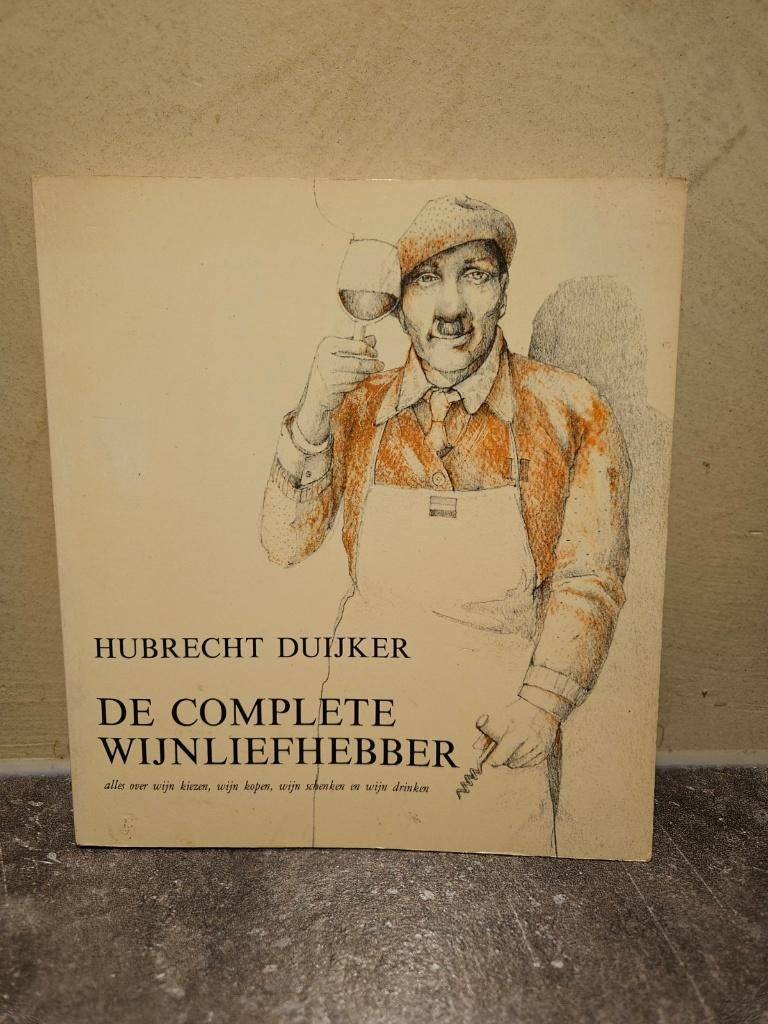 HUBRECHT DUIJKER
DE COMPLETE
WIJNLIEFHEBBER
alles over wijn kiezen, wijn kopen, wijn schenken en wijn drinken